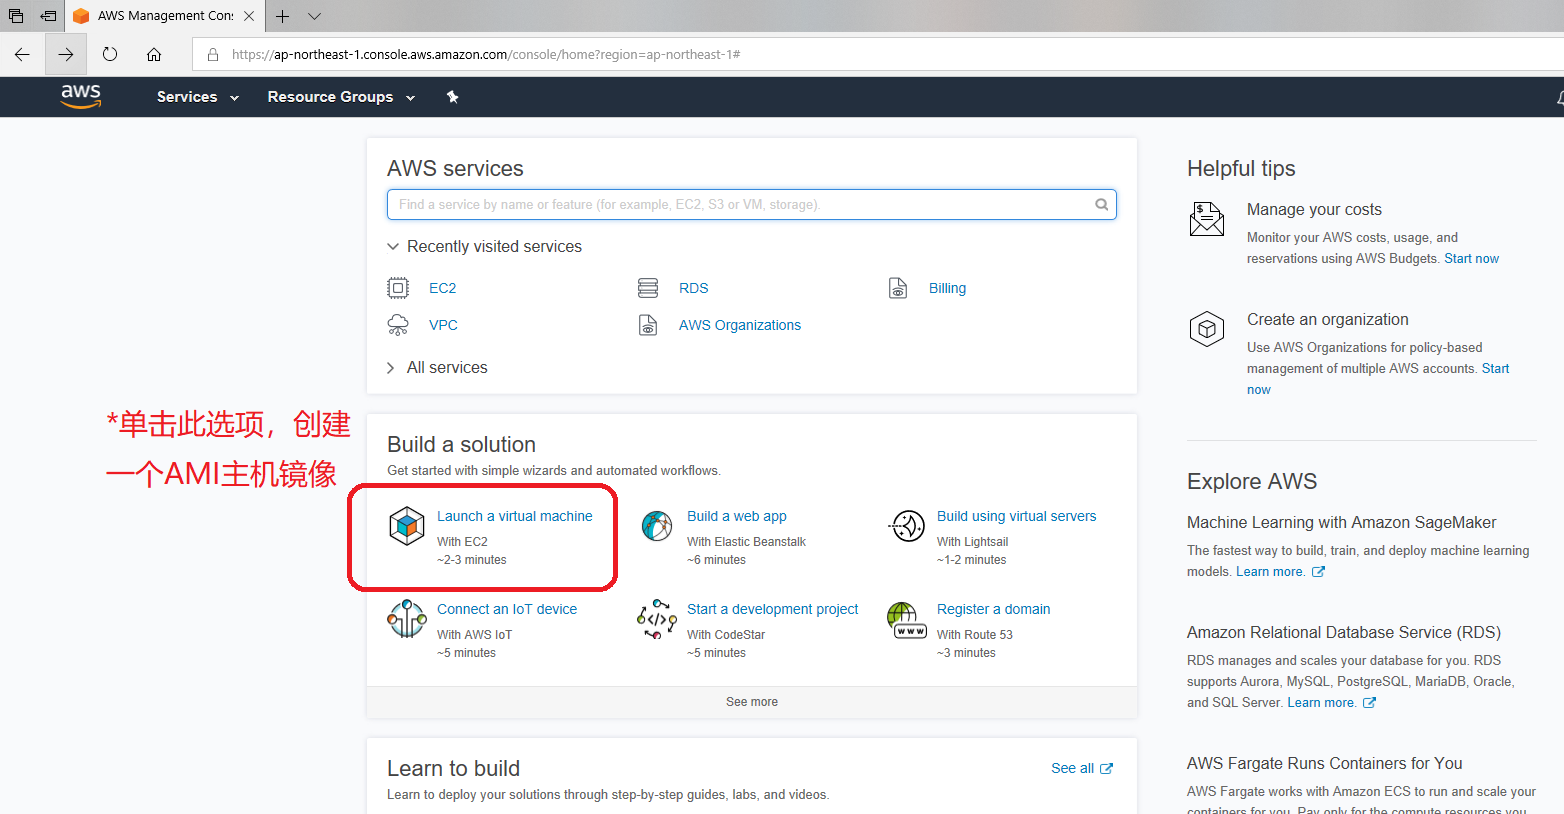 AWS Management Cons
https://ap-northeast-1.console.aws.amazon.com/console/home?region=ap-northeast-1#
aws
Services
Resource Groups
AWS services
Find a service by name or feature (for example, EC2, S3 or VM, storage).
Recently visited services
EC2
RDS
Billing
VPC
AWS Organizations
All services
*单击此选项，创建
一个AMI主机镜像
Build a solution
Get started with simple wizards and automated workflows.
Launch a virtual machine
With EC2
~2-3 minutes
Build a web app
With Elastic Beanstalk
~6 minutes
Build using virtual servers
With Lightsail
~1-2 minutes
Connect an IoT device
With AWS IoT
~5 minutes
Start a development project
With CodeStar
~5 minutes
www
Register a domain
With Route 53
~3 minutes
See more
Learn to build
See all
Learn to deploy your solutions through step-by-step guides, labs, and videos.
Helpful tips
Manage your costs
Monitor your AWS costs, usage, and
reservations using AWS Budgets. Start now
Create an organization
Use AWS Organizations for policy-based
management of multiple AWS accounts. Start
now
Explore AWS
Machine Learning with Amazon SageMaker
The fastest way to build, train, and deploy machine learning
models. Learn more.
Amazon Relational Database Service (RDS)
RDS manages and scales your database for you. RDS
supports Aurora, MySQL, PostgreSQL, MariaDB, Oracle,
and SQL Server. Learn more.
AWS Fargate Runs Containers for You
AWS Fargate works with Amazon ECS to run and scale your
containers for you. Pay only for the compute resources you